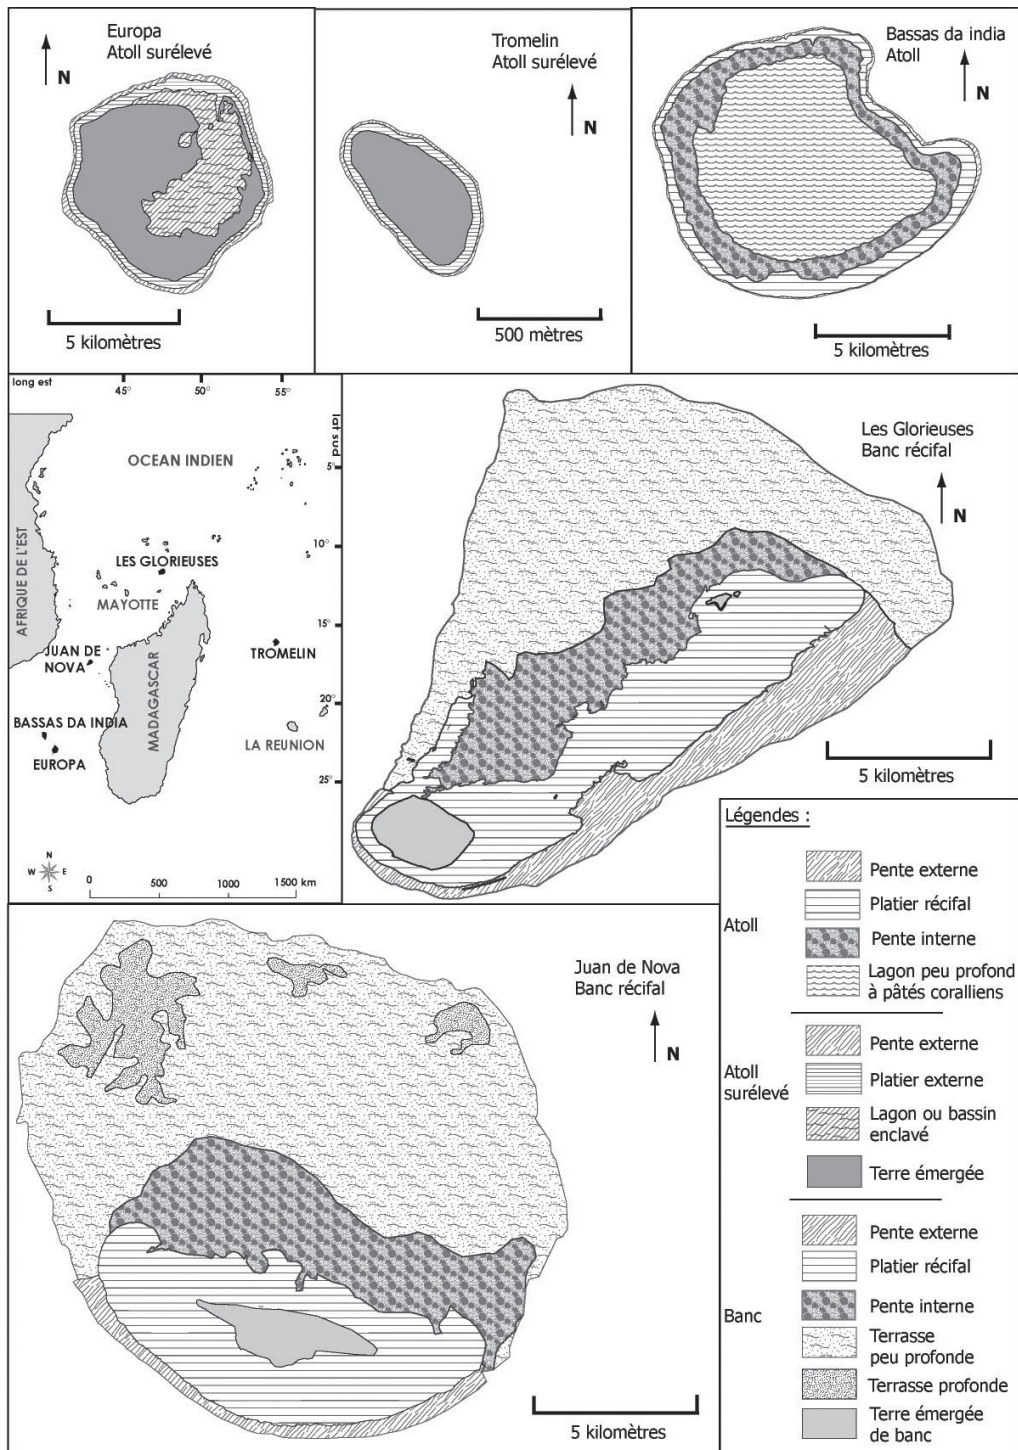 Europa
Atoll surélevé
N
5 kilomètres
Tromelin
Atoll surélevé
N
500 mètres
Bassas da india
Atoll
N
5 kilomètres
long est
45°
50°
55°
lat sud
OCEAN INDIEN
5°
AFRIQUE DE L'EST
10°
LES GLORIEUSES
MAYOTTE
15°
JUAN DE
NOVA
TROMELIN
MADAGASCAR
20°
BASSAS DA INDIA
LA REUNION
EUROPA
25°
N
W
E
S
0
500
1000
1500 km
Les Glorieuses
Banc récifal
N
5 kilomètres
Juan de Nova
Banc récifal
N
5 kilomètres
Légendes :
Atoll
Pente externe
Platier récifal
Pente interne
Lagon peu profond
à pâtés coralliens
Atoll
surélevé
Pente externe
Platier externe
Lagon ou bassin
enclavé
Terre émergée
Banc
Pente externe
Platier récifal
Pente interne
Terrasse
peu profonde
Terrasse profonde
Terre émergée
de banc